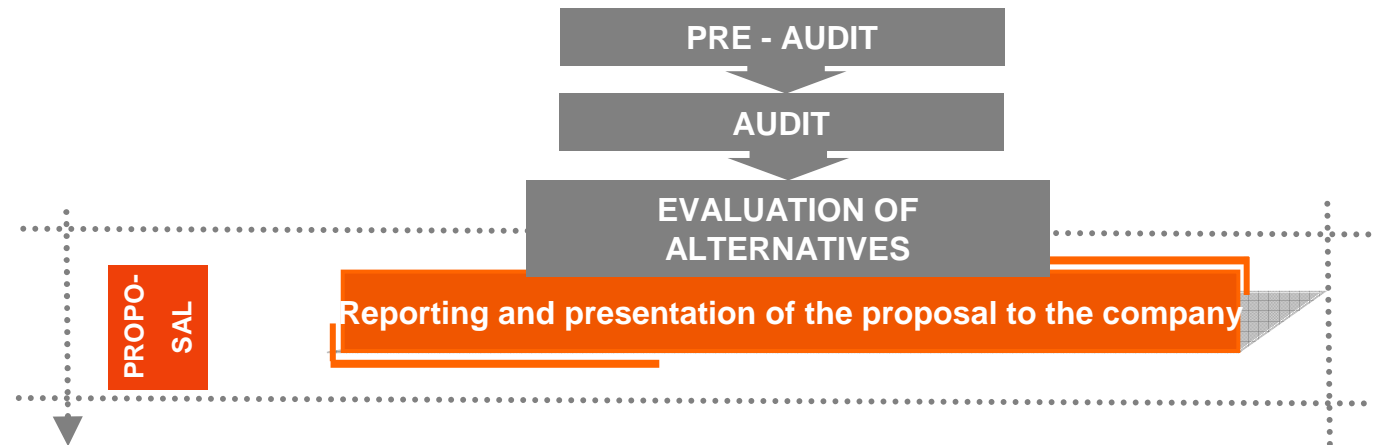 PRE - AUDIT
AUDIT
EVALUATION OF
ALTERNATIVES
PROPO-
SAL
Reporting and presentation of the proposal to the company